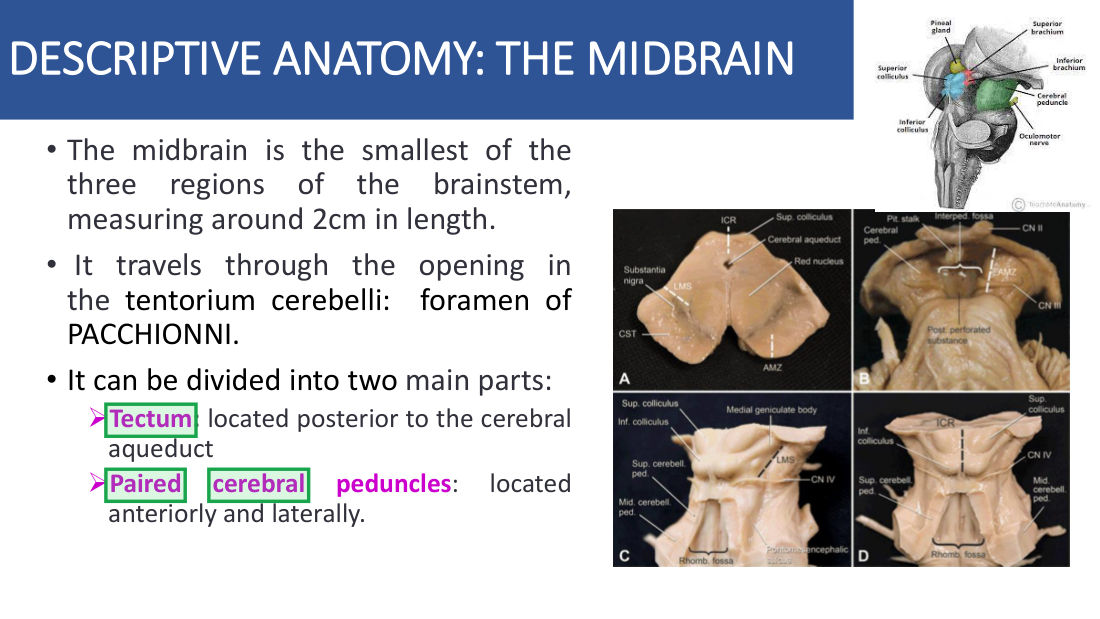 DESCRIPTIVE ANATOMY: THE MIDBRAIN
• The midbrain is the smallest of the
three regions of the brainstem,
measuring around 2cm in length.
• It travels through the opening in
the tentorium cerebelli: foramen of
PACCHIONNI.
• It can be divided into two main parts:
➢Tectum: located posterior to the cerebral
aqueduct
➢Paired cerebral peduncles: located
anteriorly and laterally.
Pineal
gland
Superior
brachium
Superior
colliculus
Inferior
brachium
Cerebral
peduncle
Inferior
colliculus
Oculomotor
nerve
© TeachMeAnatomy
ICR
Sup. colliculus
Cerebral aqueduct
Red nucleus
Substantia
nigra
LMS
CST
AMZ
A
Pit. stalk
Interped. fossa
CN II
Cerebral
ped.
EAMZ
CN III
Post. perforated
substance
B
Sup. colliculus
Inf. colliculus
Medial geniculate body
LMS
Sup. cerebell.
ped.
CN IV
Mid. cerebell.
ped.
Pontomesencephalic
sulcus
C
Rhomb. fossa
Sup.
colliculus
ICR
Inf.
colliculus
CN IV
Sup. cerebell.
ped.
Mid.
cerebell.
ped.
D
Rhomb. fossa